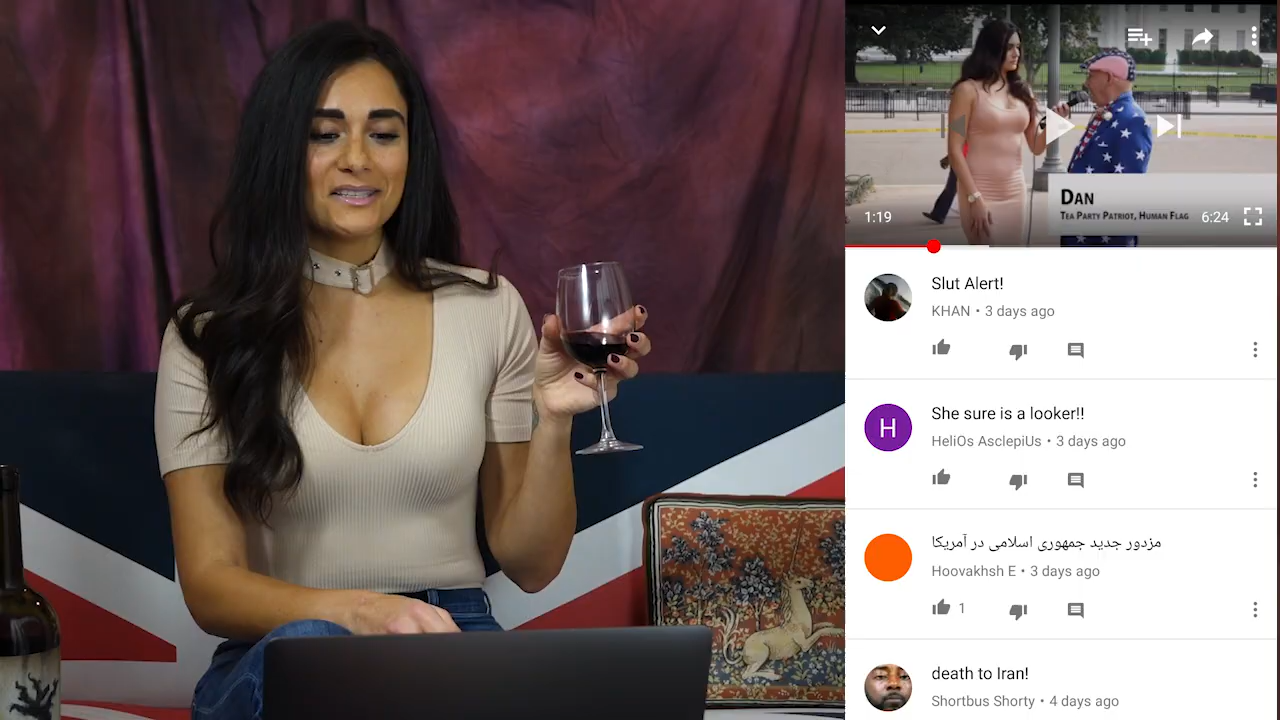 1:19
DAN
TEA PARTY PATRIOT, HUMAN FLAG
6:24
Slut Alert!
KHAN • 3 days ago
H
She sure is a looker!!
HeliOs AsclepiUs • 3 days ago
مزدور جدید جمهوری اسلامی در آمریکا
Hoovakhsh E • 3 days ago
1
death to Iran!
Shortbus Shorty • 4 days ago